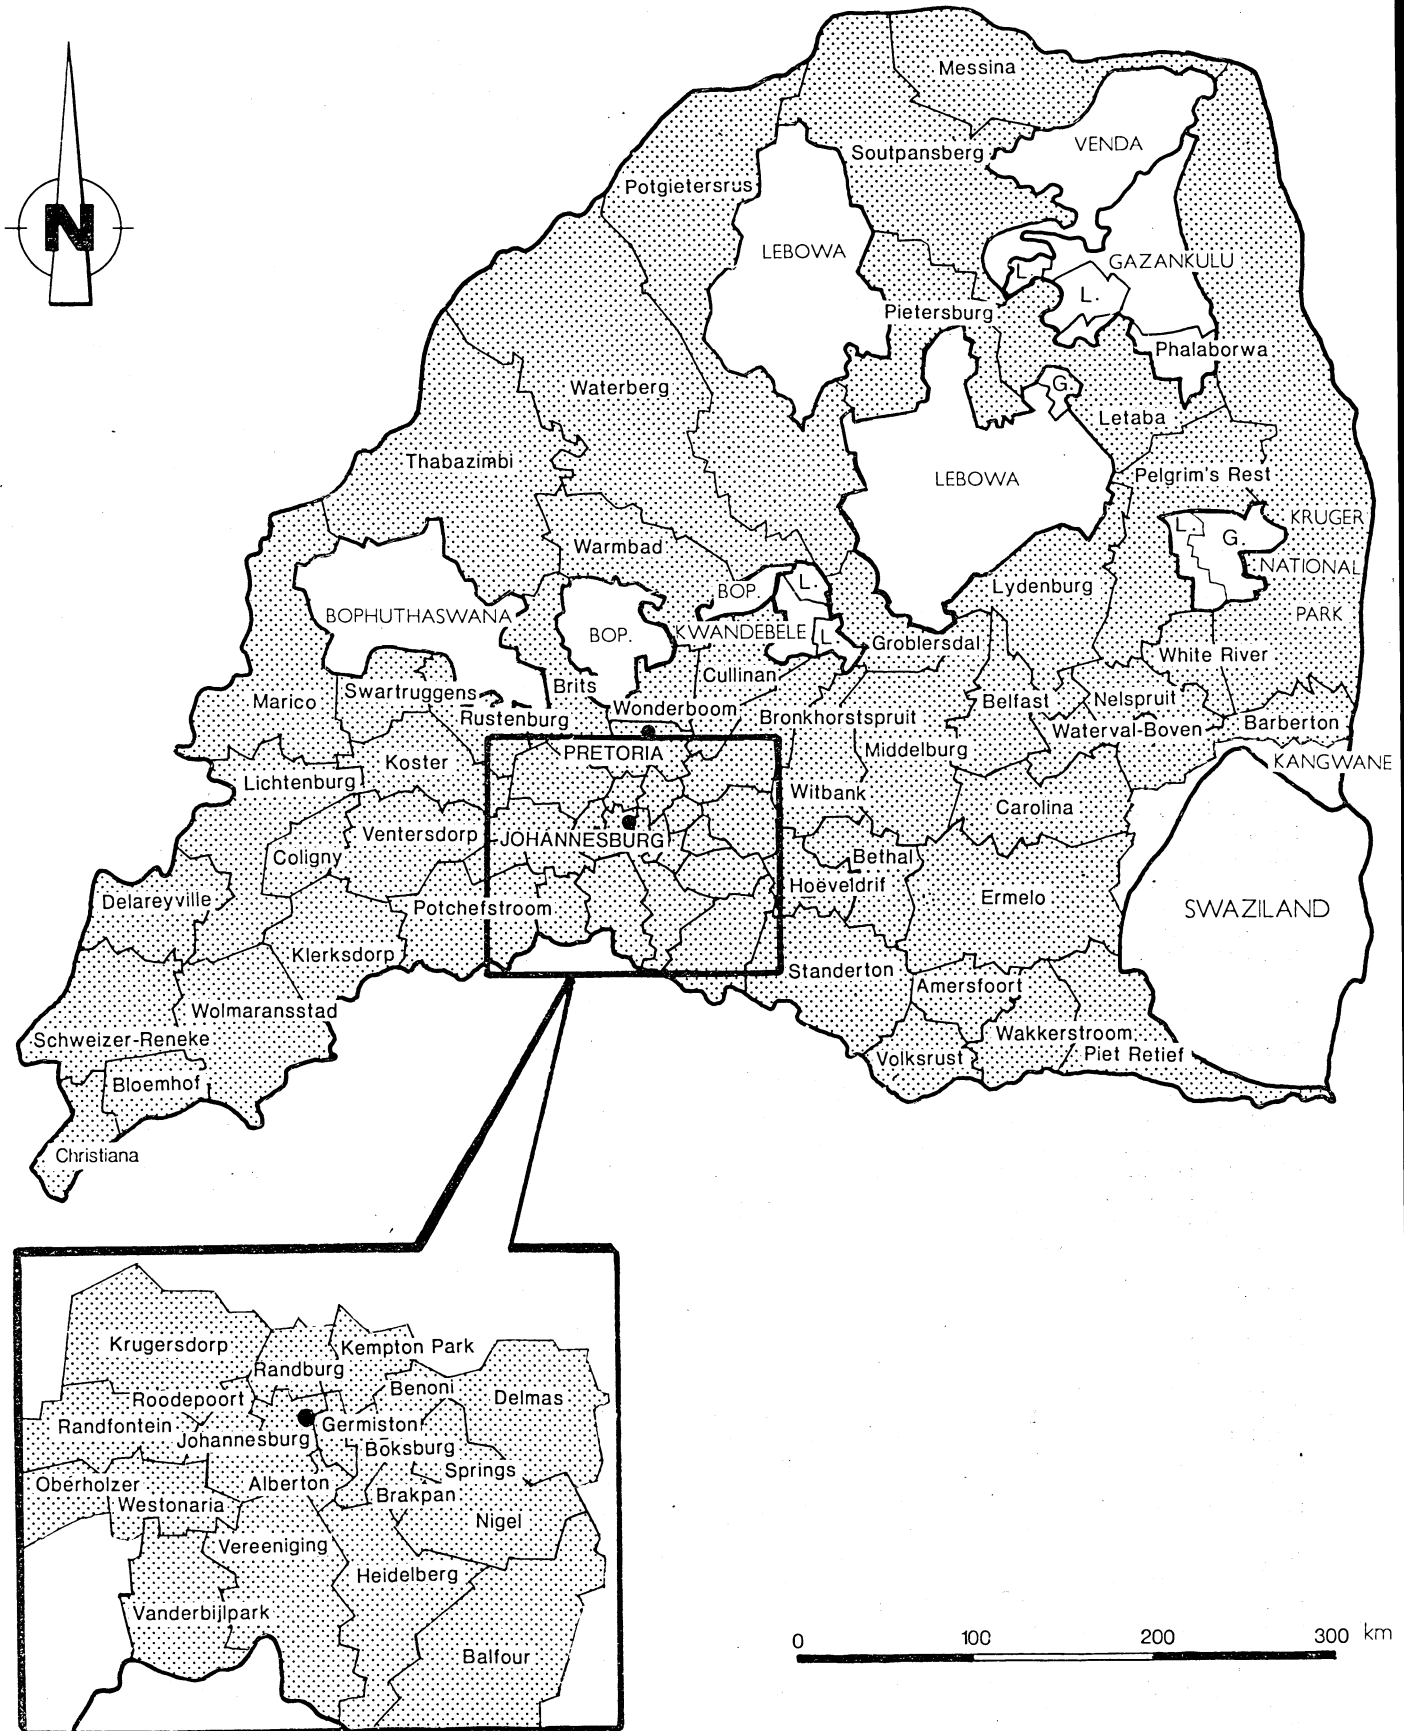 N
Messina
VENDA
Soutpansberg
Potgietersrus
LEBOWA
GAZANKULU
L.
L.
Pietersburg
Phalaborwa
Waterberg
G.
Letaba
Thabazimbi
Pelgrim's Rest
LEBOWA
KRUGER
L.
G.
Warmbad
NATIONAL
BOP.
L.
Lydenburg
PARK
BOPHUTHASWANA
BOP.
KWANDEBELE
L.
Groblersdal
White River
Cullinan
Marico
Swartruggens
Brits
Belfast
Nelspruit
Wonderboom
Rustenburg
Bronkhorstspruit
Barberton
Waterval-Boven
PRETORIA
Middelburg
KANGWANE
Koster
Lichtenburg
Witbank
Carolina
Ventersdorp
JOHANNESBURG
Coligny
Bethal
Hoëveldrif
Delareyville
Potchefstroom
Ermelo
SWAZILAND
Klerksdorp
Standerton
Amersfoort
Wolmaransstad
Wakkerstroom
Schweizer-Reneke
Volksrust
Piet Retief
Bloemhof
Christiana
Krugersdorp
Kempton Park
Randburg
Benoni
Delmas
Roodepoort
Randfontein
Germiston
Johannesburg
Boksburg
Springs
Oberholzer
Alberton
Westonaria
Brakpan
Nigel
Vereeniging
Heidelberg
Vanderbijlpark
Balfour
0 100 200 300 km